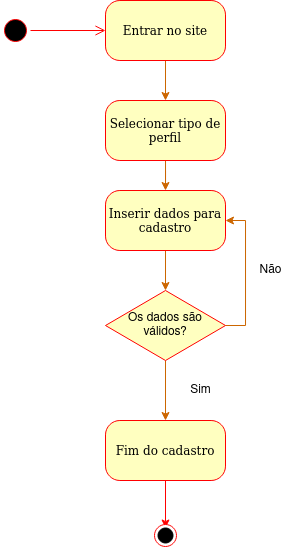 Entrar no site
Selecionar tipo de
perfil
Inserir dados para
cadastro
Não
Os dados são
válidos?
Sim
Fim do cadastro